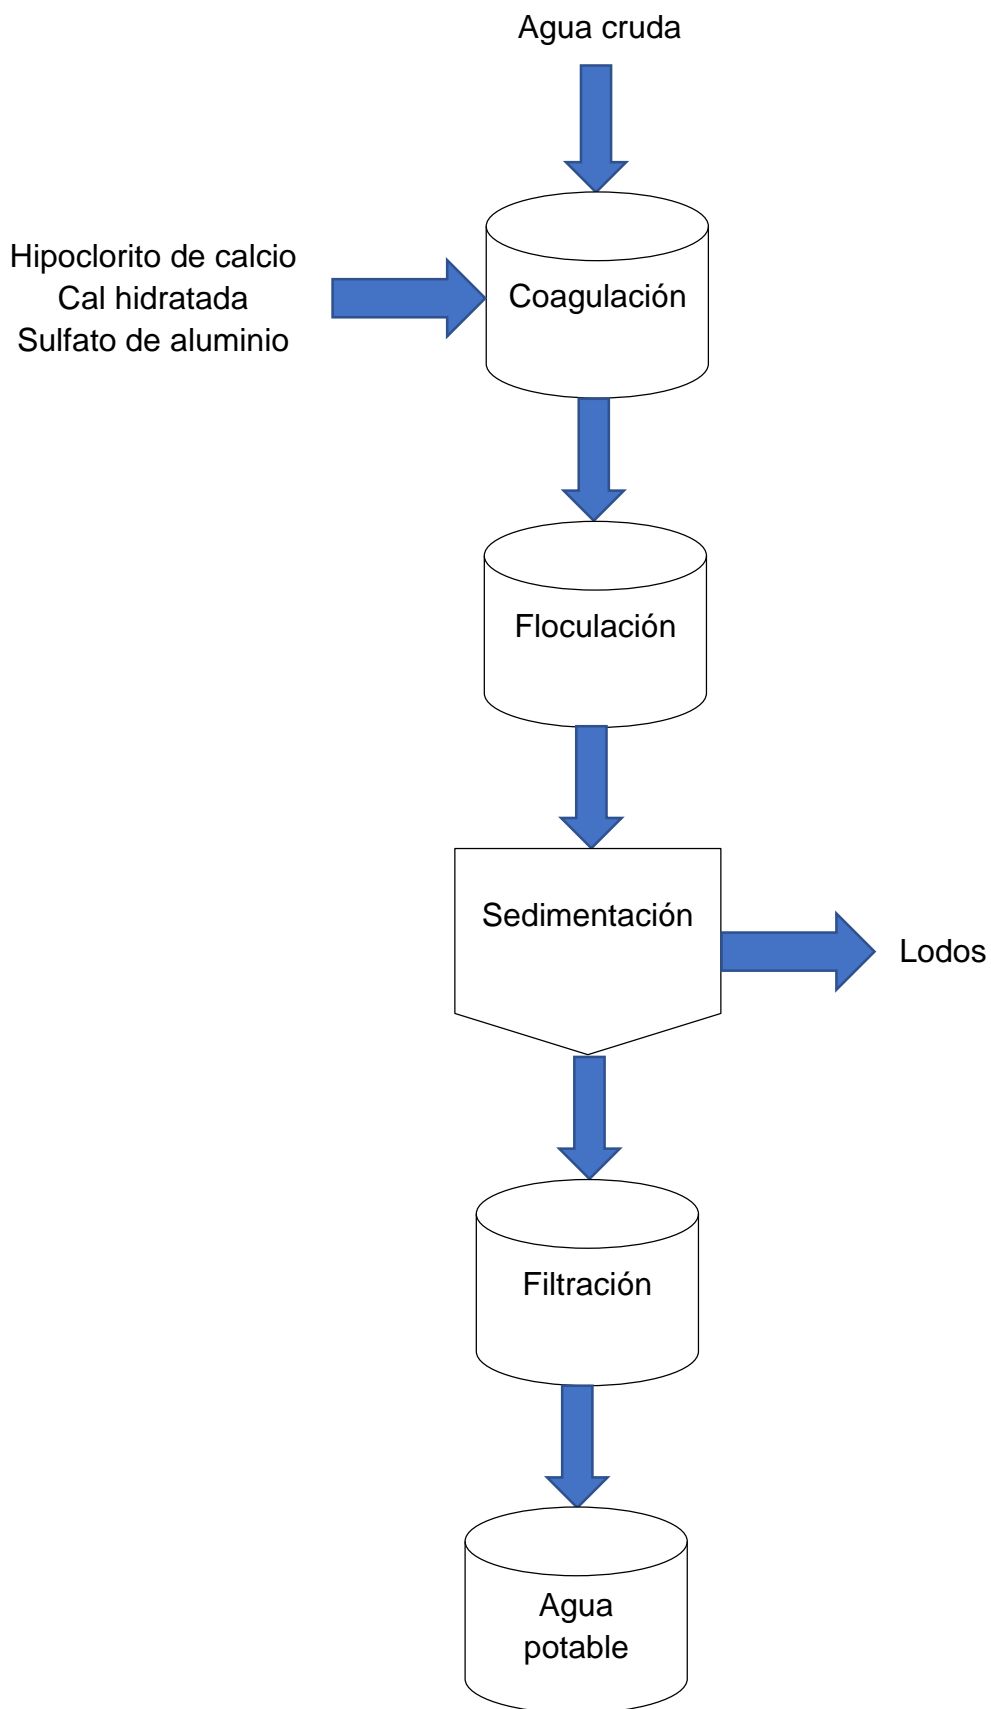 Agua cruda
Hipoclorito de calcio
Cal hidratada
Sulfato de aluminio
Coagulación
Floculación
Sedimentación
Lodos
Filtración
Agua
potable